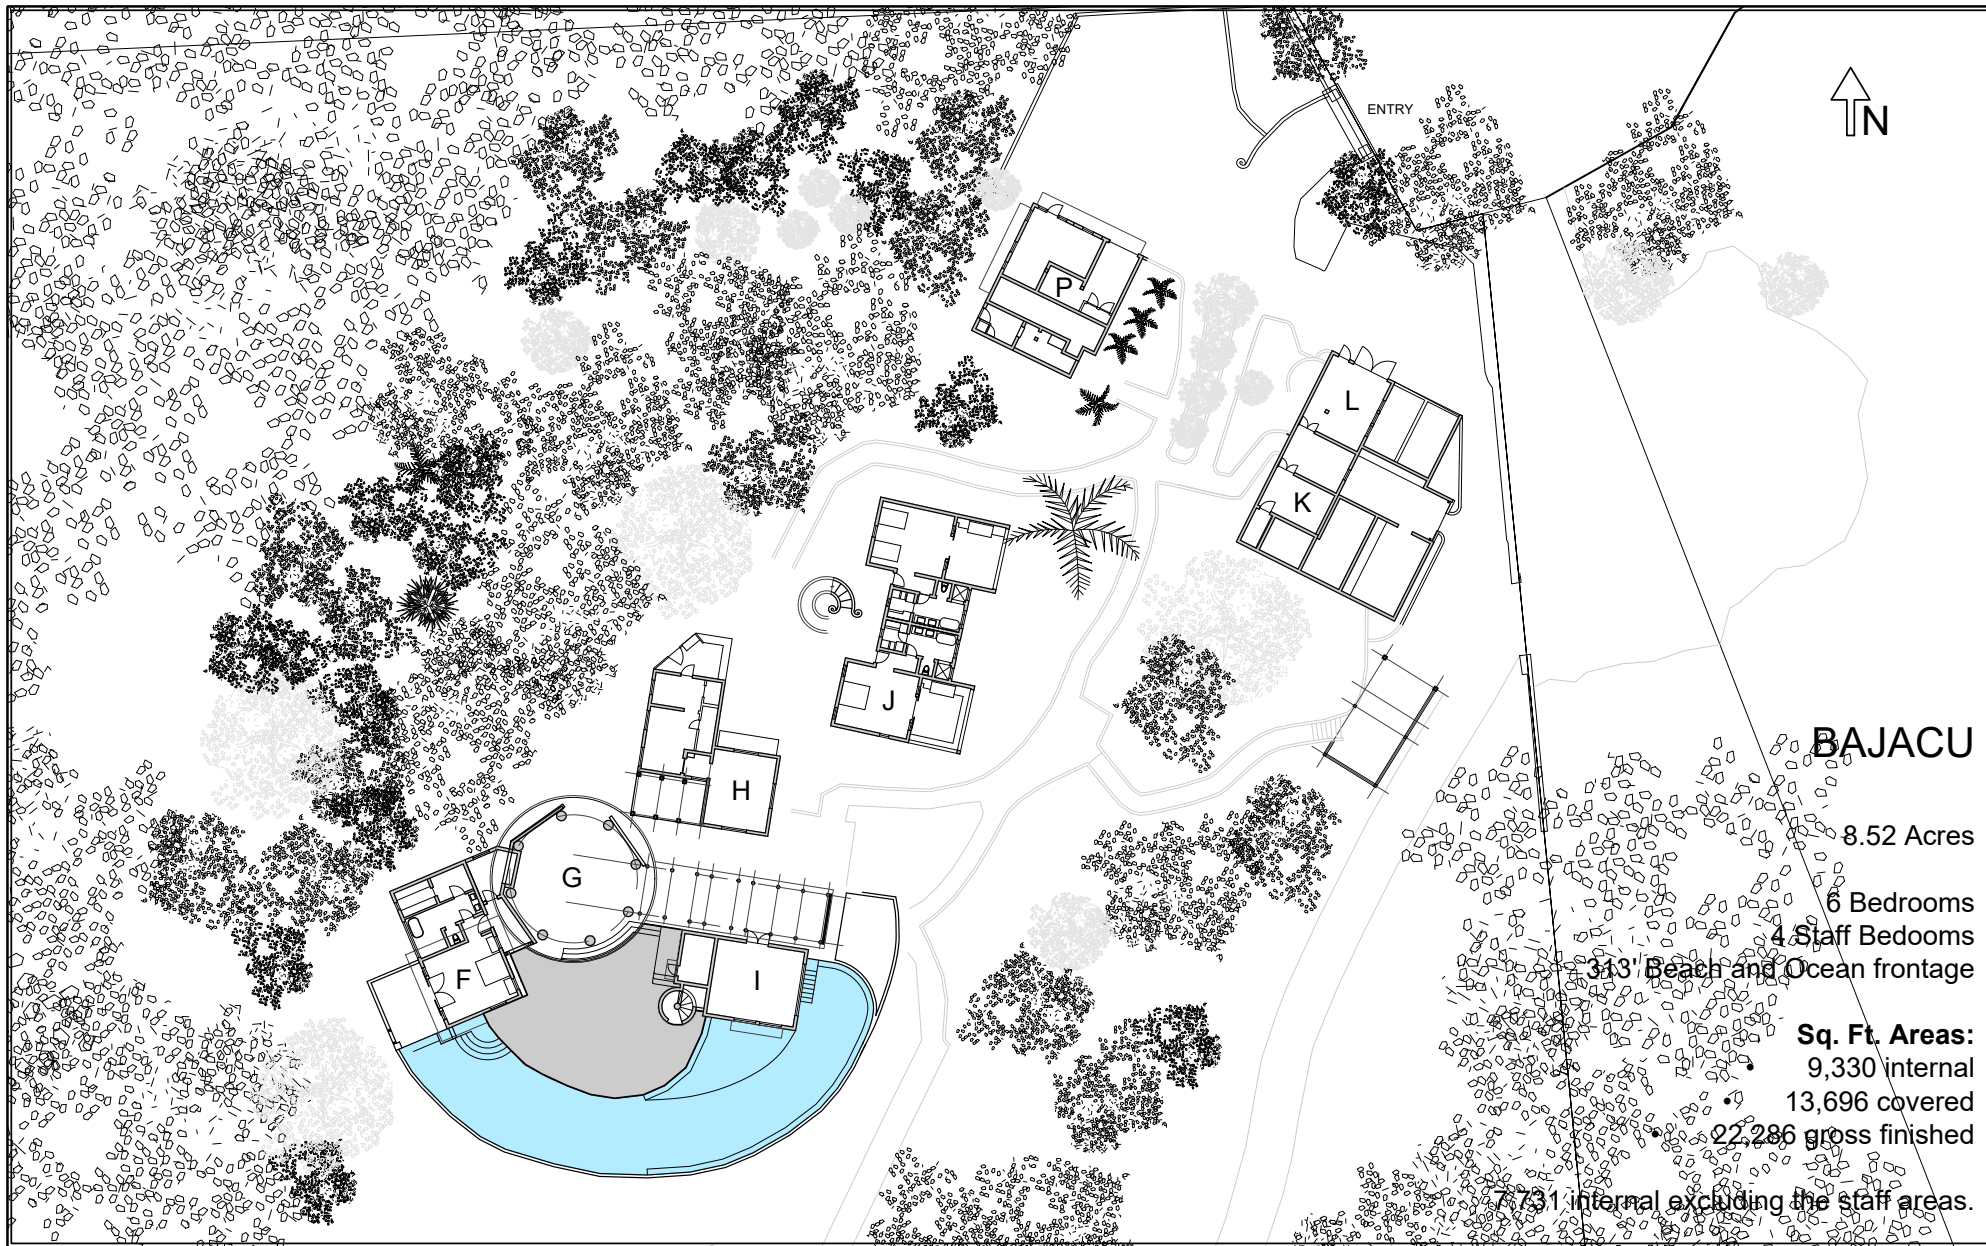 ENTRY
N
P
L
K
J
H
G
F
I
BAJACU
8.52 Acres
6 Bedrooms
4 Staff Bedooms
313' Beach and Ocean frontage
Sq. Ft. Areas:
9,330 internal
13,696 covered
22,286 gross finished
7,731 internal excluding the staff areas.